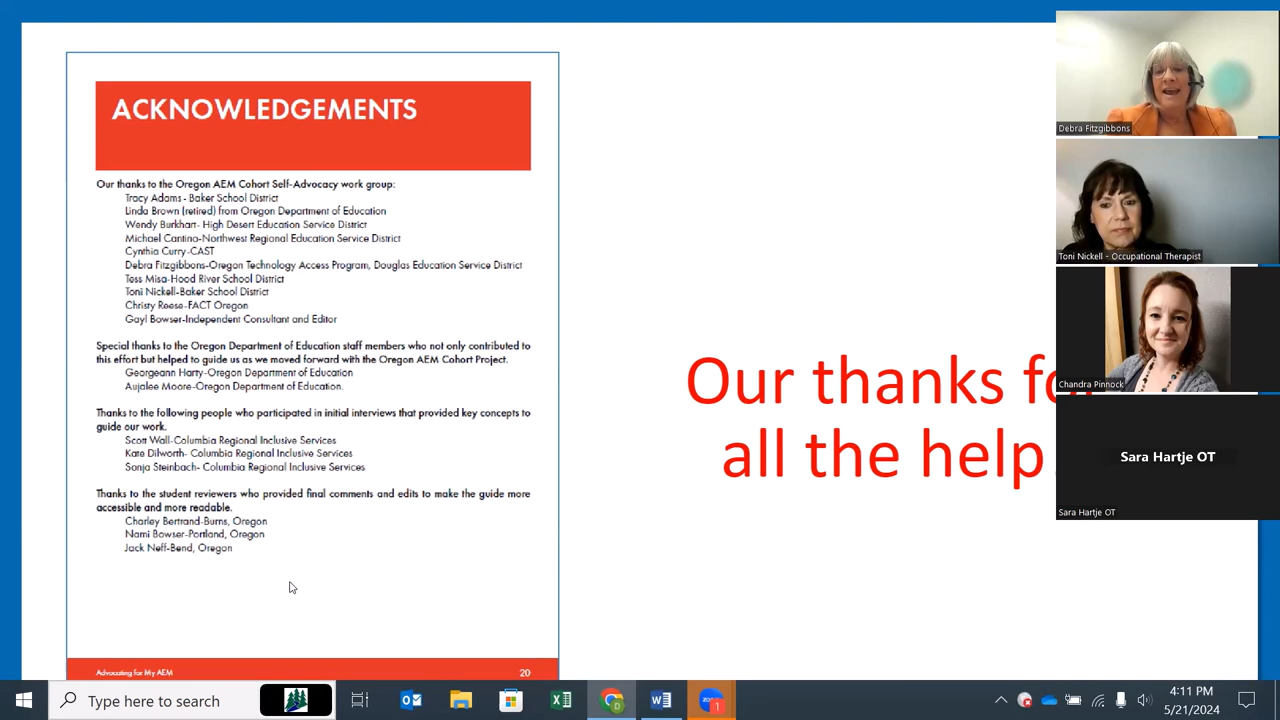 ACKNOWLEDGEMENTS
Our thanks to the Oregon AEM Cohort Self-Advocacy work group:
Tracy Adams - Baker School District
Linda Brown (retired) from Oregon Department of Education
Wendy Burkhart- High Desert Education Service District
Michael Cantino-Northwest Regional Education Service District
Cynthia Curry-CAST
Debra Fitzgibbons-Oregon Technology Access Program, Douglas Education Service District
Tess Misa-Hood River School District
Toni Nickell-Baker School District
Christy Reese-FACT Oregon
Gayl Bowser-Independent Consultant and Editor
Special thanks to the Oregon Department of Education staff members who not only contributed to
this effort but helped to guide us as we moved forward with the Oregon AEM Cohort Project.
Georgeann Harty-Oregon Department of Education
Aujalee Moore-Oregon Department of Education.
Thanks to the following people who participated in initial interviews that provided key concepts to
guide our work.
Scott Wall-Columbia Regional Inclusive Services
Kate Dilworth- Columbia Regional Inclusive Services
Sonja Steinbach- Columbia Regional Inclusive Services
Thanks to the student reviewers who provided final comments and edits to make the guide more
accessible and more readable.
Charley Bertrand-Burns, Oregon
Nami Bowser-Portland, Oregon
Jack Neff-Bend, Oregon
Advocating for My AEM
20
Our thanks for
all the help
Debra Fitzgibbons
Toni Nickell - Occupational Therapist
Chandra Pinnock
Sara Hartje OT
Sara Hartje OT
Type here to search
4:11 PM
5/21/2024